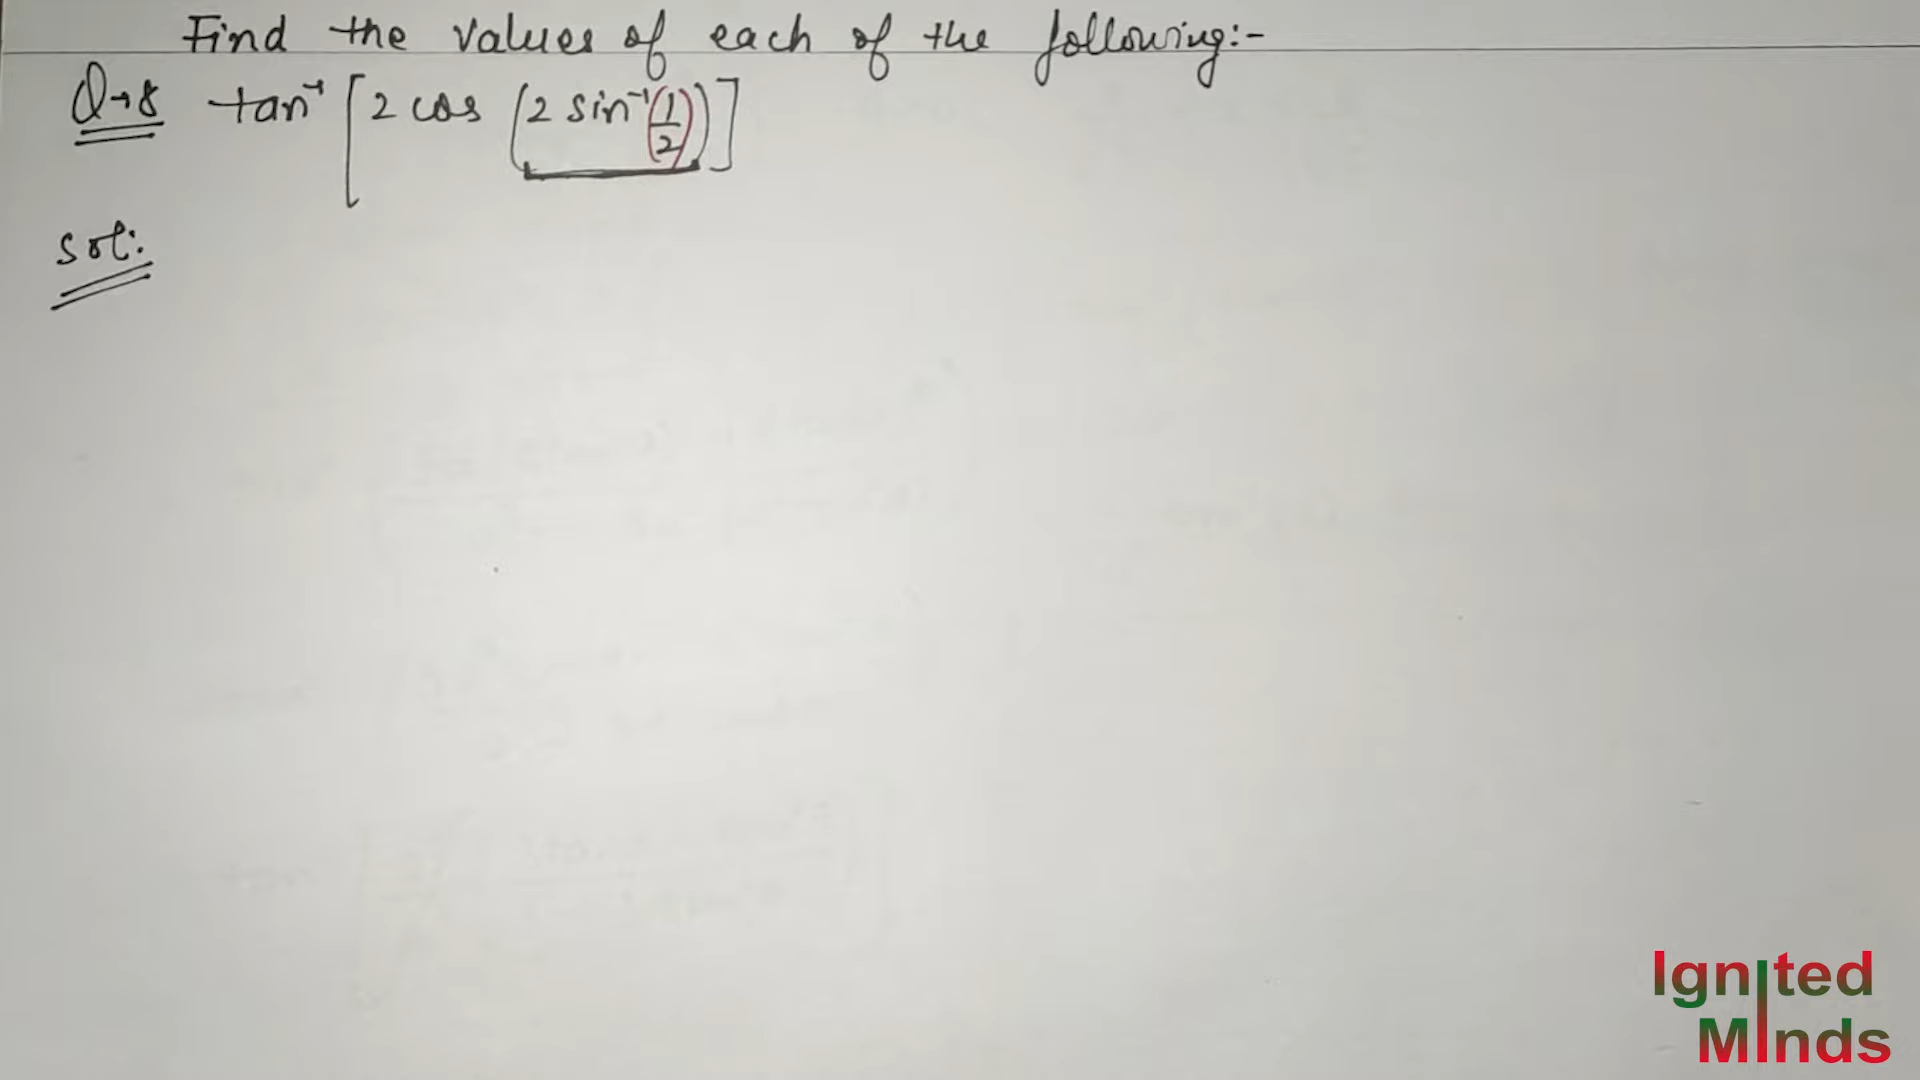 Find the values of each of the following:-
Q→8 tan⁻¹ [2 cos (2 sin⁻¹(1/2))]
Sol:
Ignited
Minds